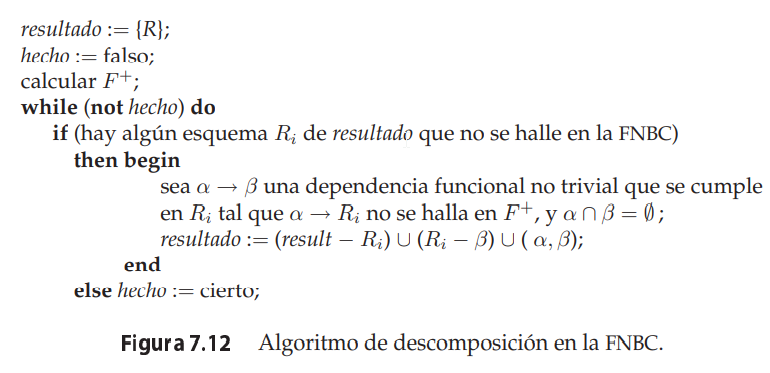 resultado := {R};
hecho := falso;
calcular F⁺;
while (not hecho) do
if (hay algún esquema Rᵢ de resultado que no se halle en la FNBC)
then begin
sea α → β una dependencia funcional no trivial que se cumple
en Rᵢ tal que α → Rᵢ no se halla en F⁺, y α ∩ β = ∅;
resultado := (result − Rᵢ) ∪ (Rᵢ − β) ∪ ( α, β);
end
else hecho := cierto;
Figura 7.12 Algoritmo de descomposición en la FNBC.